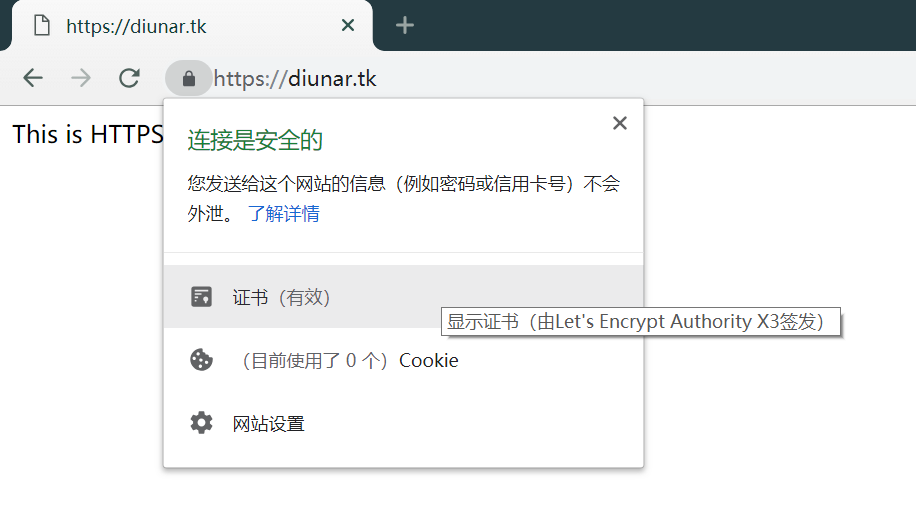 https://diunar.tk
https://diunar.tk
This is HTTPS
连接是安全的
您发送给这个网站的信息（例如密码或信用卡号）不会
外泄。 了解详情
证书（有效）
显示证书（由Let's Encrypt Authority X3签发）
（目前使用了 0 个）Cookie
网站设置